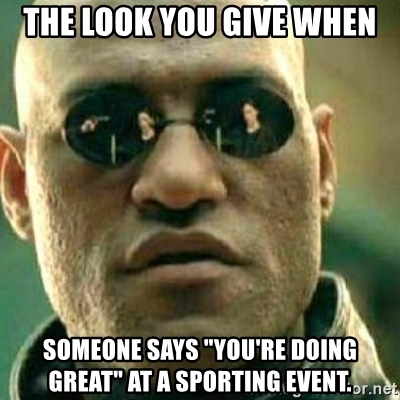 THE LOOK YOU GIVE WHEN
SOMEONE SAYS "YOU'RE DOING
GREAT" AT A SPORTING EVENT.